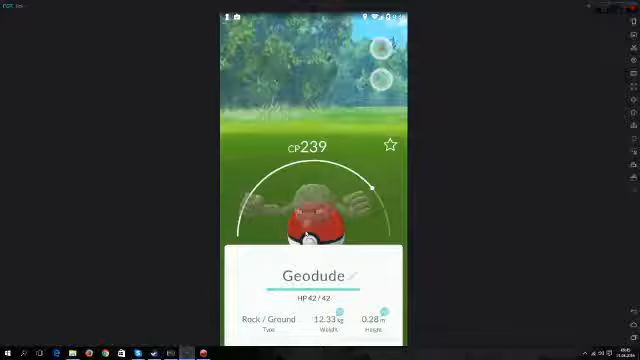 CP239
Geodude
HP 42 / 42
Rock / Ground 12.33 kg 0.28 m
Type Weight Height